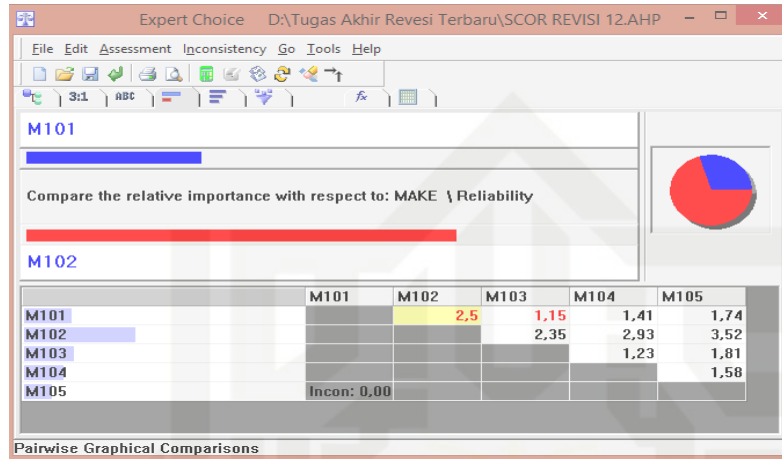 Expert Choice D:\Tugas Akhir Revesi Terbaru\SCOR REVISI 12.AHP
File Edit Assessment Inconsistency Go Tools Help
3:1 ABC fx
M101
Compare the relative importance with respect to: MAKE \ Reliability
M102
M101 M102 M103 M104 M105
M101 2,5 1,15 1,41 1,74
M102 2,35 2,93 3,52
M103 1,23 1,81
M104 1,58
M105 Incon: 0,00
Pairwise Graphical Comparisons